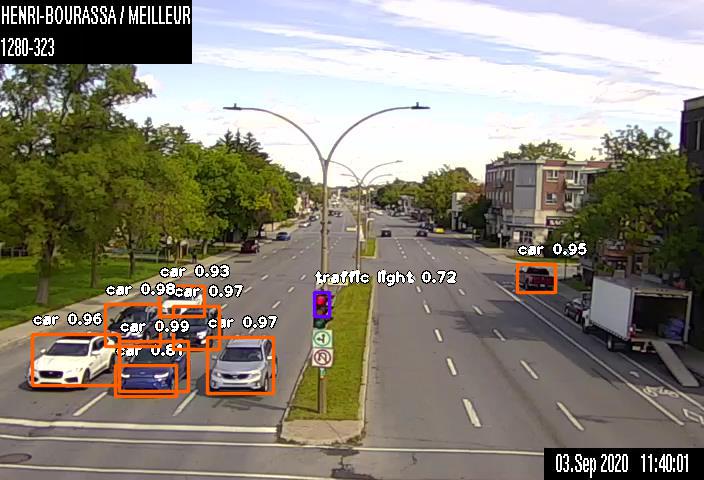 HENRI-BOURASSA / MEILLEUR
1280-323
car 0.95
car 0.93
traffic light 0.72
car 0.98
car 0.97
car 0.96
car 0.97
car 0.99
car 0.81
03.Sep 2020 11:40:01